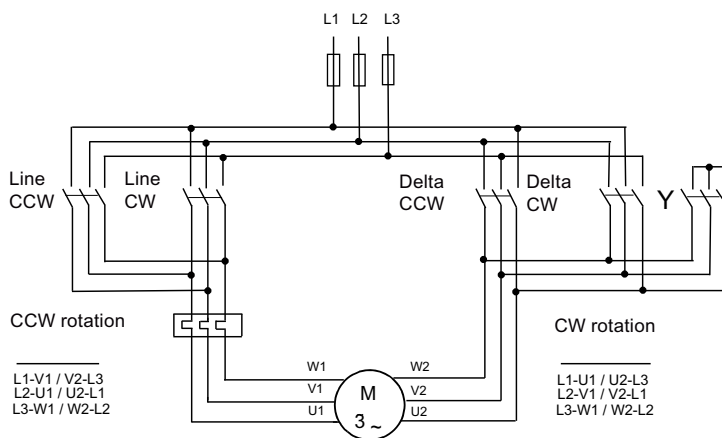 L1 L2 L3
Line
CCW
Line
CW
Delta
CCW
Delta
CW
Y
CCW rotation
L1-V1 / V2-L3
L2-U1 / U2-L1
L3-W1 / W2-L2
CW rotation
L1-U1 / U2-L3
L2-V1 / V2-L1
L3-W1 / W2-L2
W1
V1
U1
M
3 ~
W2
V2
U2